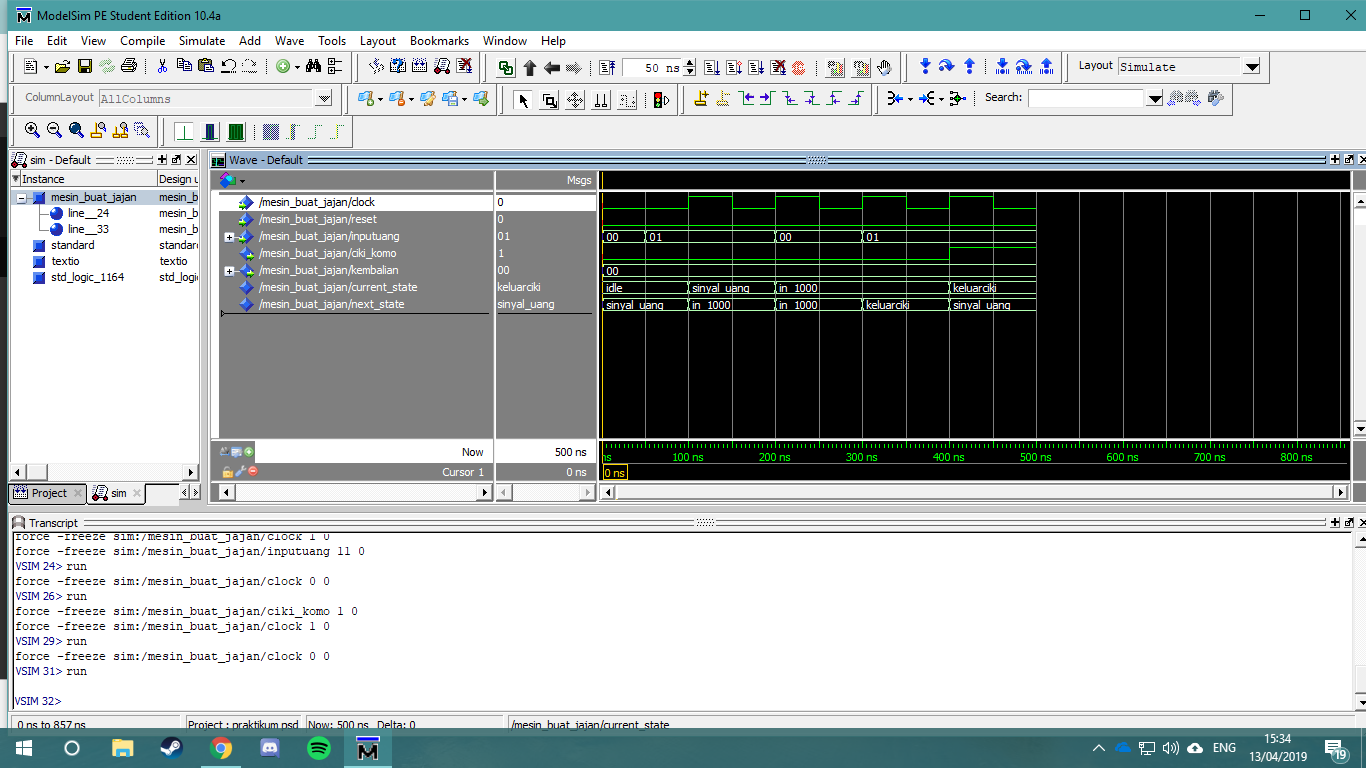 ModelSim PE Student Edition 10.4a
File Edit View Compile Simulate Add Wave Tools Layout Bookmarks Window Help
50 ns
Layout Simulate
ColumnLayout AllColumns
Search:
sim - Default
Wave - Default
Instance Design u
Msgs
mesin_buat_jajan mesin_b
line__24 mesin_b
line__33 mesin_b
standard standard
textio textio
std_logic_1164 std_logi
/mesin_buat_jajan/clock 0
/mesin_buat_jajan/reset 0
/mesin_buat_jajan/inputuang 01 00 01 00 01
/mesin_buat_jajan/ciki_komo 1
/mesin_buat_jajan/kembalian 00 00
/mesin_buat_jajan/current_state keluarciki idle sinyal_uang in_1000 keluarciki
/mesin_buat_jajan/next_state sinyal_uang sinyal_uang in_1000 in_1000 keluarciki sinyal_uang
Now 500 ns ns 100 ns 200 ns 300 ns 400 ns 500 ns 600 ns 700 ns 800 ns
Cursor 1 0 ns 0 ns
Project sim
Transcript
force -freeze sim:/mesin_buat_jajan/clock 1 0
force -freeze sim:/mesin_buat_jajan/inputuang 11 0
VSIM 24> run
force -freeze sim:/mesin_buat_jajan/clock 0 0
VSIM 26> run
force -freeze sim:/mesin_buat_jajan/ciki_komo 1 0
force -freeze sim:/mesin_buat_jajan/clock 1 0
VSIM 29> run
force -freeze sim:/mesin_buat_jajan/clock 0 0
VSIM 31> run
VSIM 32>
0 ns to 857 ns Project : praktikum psd Now: 500 ns Delta: 0 /mesin_buat_jajan/current_state
ENG
15:34
13/04/2019
19